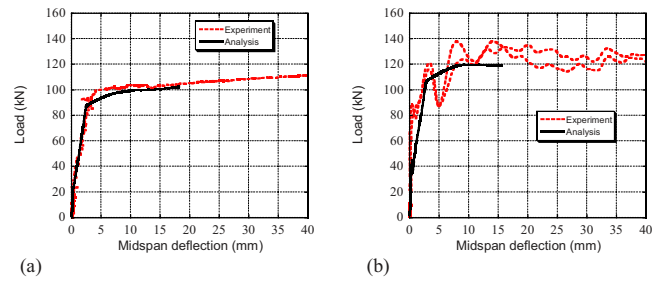 160
140
120
100
80
60
40
20
0
Load (kN)
0 5 10 15 20 25 30 35 40
Midspan deflection (mm)
Experiment
Analysis
(a)
160
140
120
100
80
60
40
20
0
Load (kN)
0 5 10 15 20 25 30 35 40
Midspan deflection (mm)
Experiment
Analysis
(b)